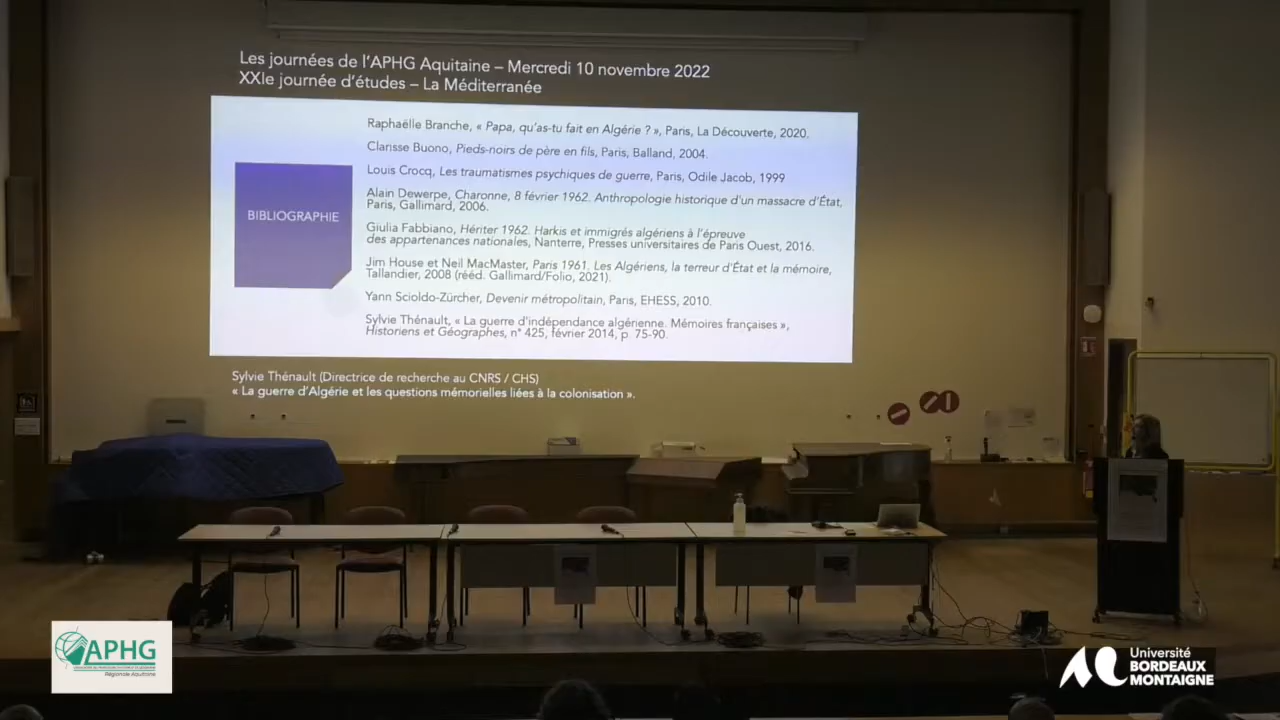 Les journées de l'APHG Aquitaine – Mercredi 10 novembre 2022
XXIe journée d'études – La Méditerranée
Raphaëlle Branche, « Papa, qu'as-tu fait en Algérie ? », Paris, La Découverte, 2020.
Clarisse Buono, Pieds-noirs de père en fils, Paris, Balland, 2004.
Louis Crocq, Les traumatismes psychiques de guerre, Paris, Odile Jacob, 1999
Alain Dewerpe, Charonne, 8 février 1962. Anthropologie historique d'un massacre d'État,
Paris, Gallimard, 2006.
BIBLIOGRAPHIE
Giulia Fabbiano, Hériter 1962. Harkis et immigrés algériens à l'épreuve
des appartenances nationales, Nanterre, Presses universitaires de Paris Ouest, 2016.
Jim House et Neil MacMaster, Paris 1961. Les Algériens, la terreur d'État et la mémoire,
Tallandier, 2008 (rééd. Gallimard/Folio, 2021).
Yann Scioldo-Zürcher, Devenir métropolitain, Paris, EHESS, 2010.
Sylvie Thénault, « La guerre d'indépendance algérienne. Mémoires françaises »,
Historiens et Géographes, n° 425, février 2014, p. 75-90.
Sylvie Thénault (Directrice de recherche au CNRS / CHS)
« La guerre d'Algérie et les questions mémorielles liées à la colonisation ».
APHG
Régionale Aquitaine
Université
BORDEAUX
MONTAIGNE